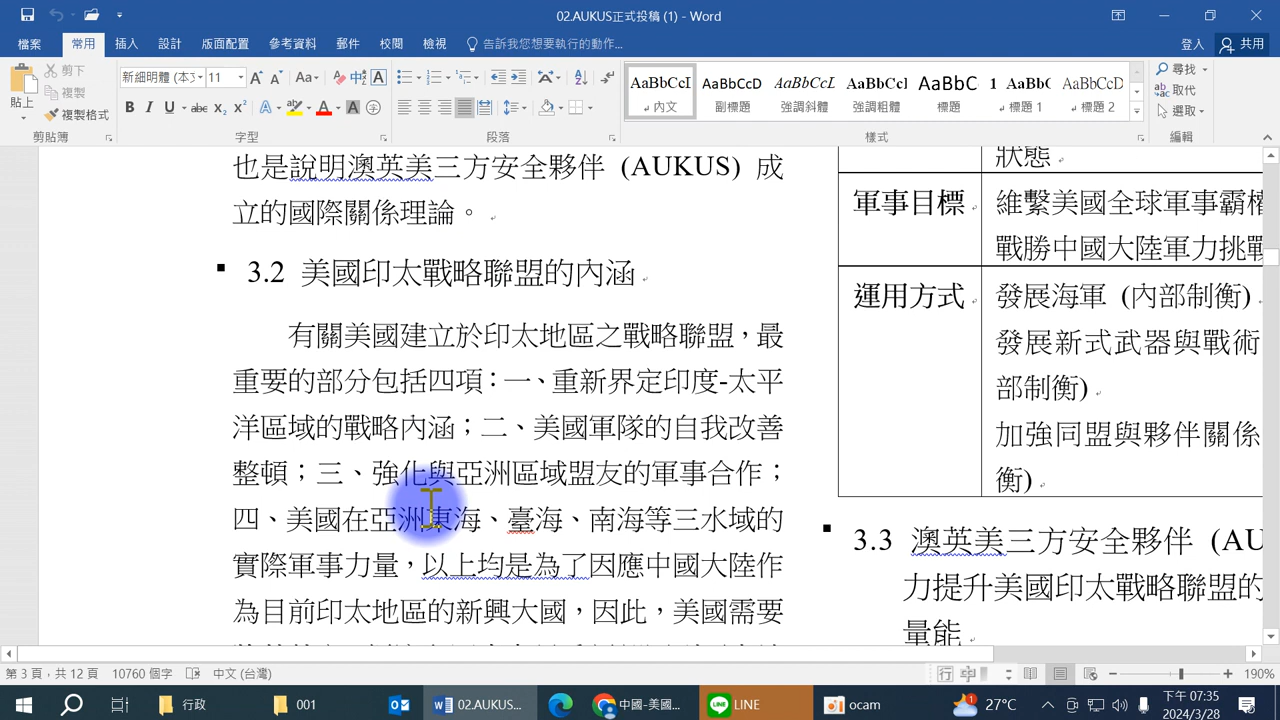 02.AUKUS正式投稿 (1) - Word
檔案 常用 插入 設計 版面配置 參考資料 郵件 校閱 檢視 告訴我您想要執行的動作... 登入 共用
貼上 剪下 複製 複製格式
新細明體 (本文 11
AaBbCcI AaBbCcD AaBbCcL AaBbCcI AaBbC 1 AaBbC AaBbCcD
內文 副標題 強調斜體 強調粗體 標題 標題 1 標題 2
尋找 取代 選取
剪貼簿 字型 段落 樣式 編輯
也是說明澳英美三方安全夥伴 (AUKUS) 成
立的國際關係理論。
3.2 美國印太戰略聯盟的內涵
有關美國建立於印太地區之戰略聯盟，最
重要的部分包括四項：一、重新界定印度-太平
洋區域的戰略內涵；二、美國軍隊的自我改善
整頓；三、強化與亞洲區域盟友的軍事合作；
四、美國在亞洲東海、臺海、南海等三水域的
實際軍事力量，以上均是為了因應中國大陸作
為目前印太地區的新興大國，因此，美國需要
狀態
軍事目標 維繫美國全球軍事霸權
戰勝中國大陸軍力挑戰
運用方式 發展海軍 (內部制衡)
發展新式武器與戰術
部制衡)
加強同盟與夥伴關係
衡)
3.3 澳英美三方安全夥伴 (AU
力提升美國印太戰略聯盟的
量能
第 3 頁，共 12 頁 10760 個字 中文 (台灣) 190%
行政 001 02.AUKUS... 中國-美國... LINE ocam 27°C 下午 07:35
2024/3/28